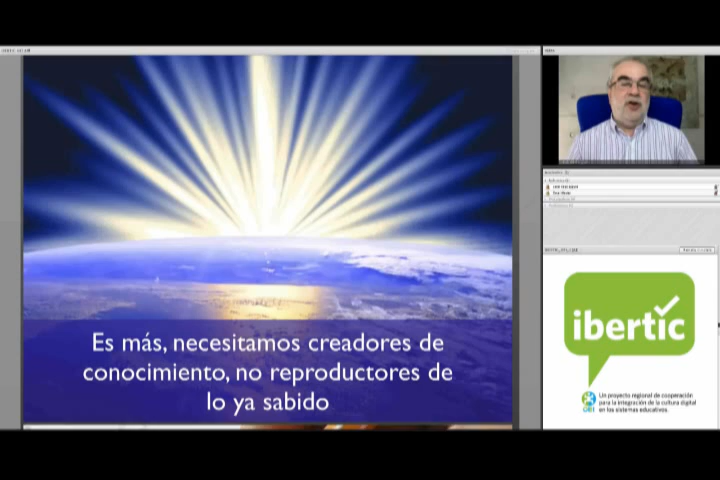 Es más, necesitamos creadores de
conocimiento, no reproductores de
lo ya sabido
ibertic
Un proyecto regional de cooperación
para la integración de la cultura digital
en los sistemas educativos.